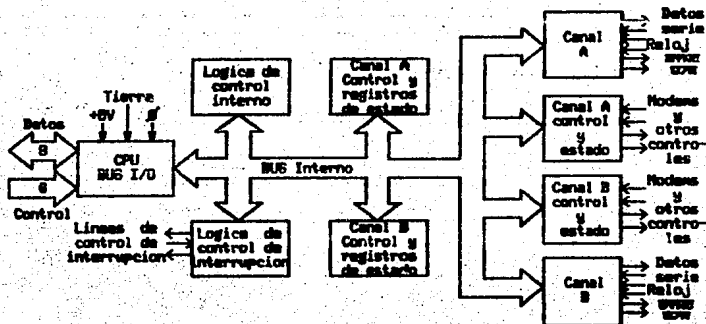 Datos
8
6
Control
+5V
Tierra
Ø
CPU
BUS I/O
Logica de
control
interno
BUS Interno
Lineas de
control de
interrupcion
Logica de
control de
interrupcion
Canal A
Control y
registros
de estado
Canal B
Control y
registros
de estado
Canal
A
Datos
serie
Reloj
Canal A
control
y
estado
Modems
y
otros
contro-
les
Canal B
control
y
estado
Modems
y
otros
contro-
les
Canal
B
Datos
serie
Reloj